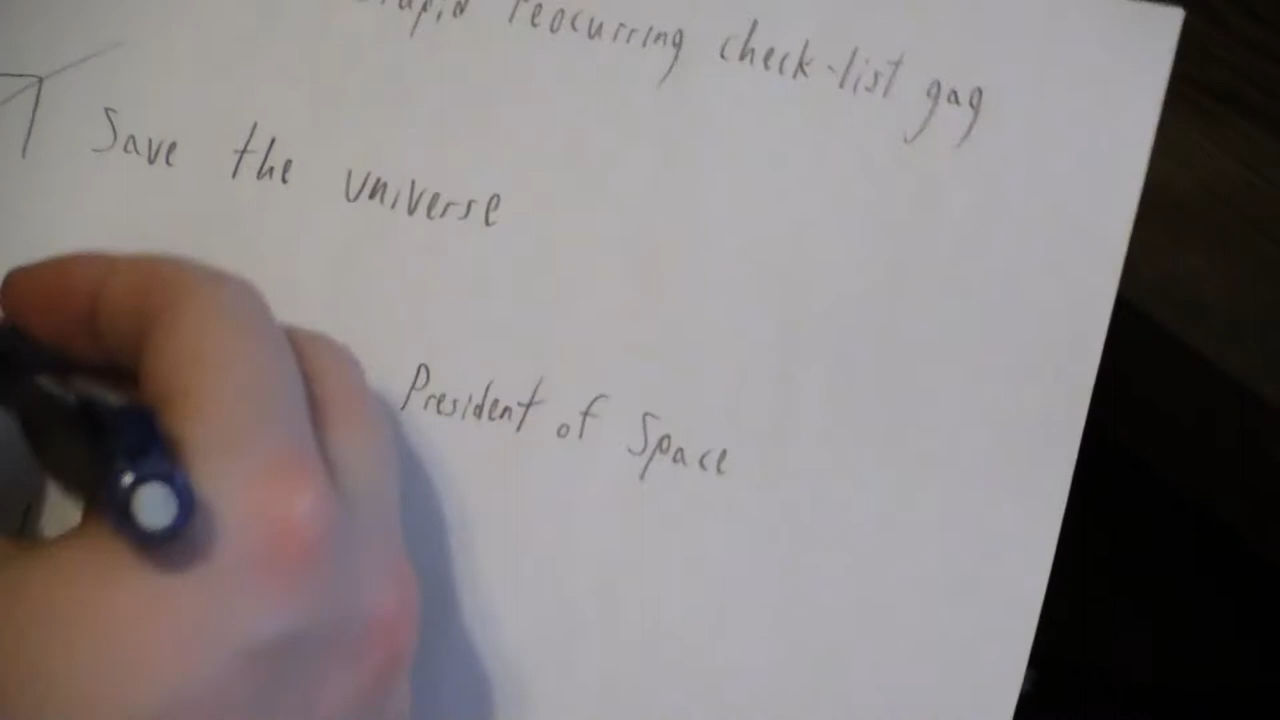 reocurring check-list gag
Save the universe
President of Space